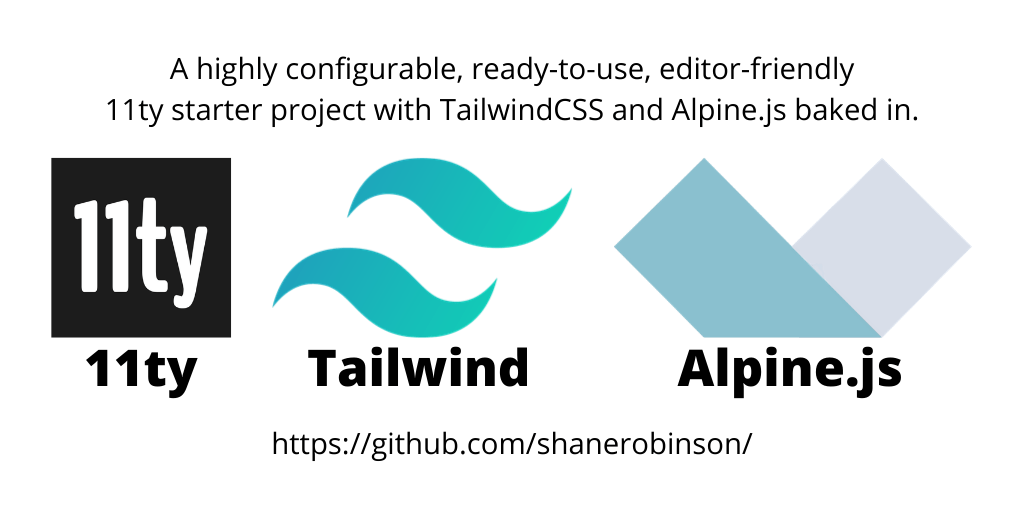 A highly configurable, ready-to-use, editor-friendly
11ty starter project with TailwindCSS and Alpine.js baked in.
11ty
11ty
Tailwind
Alpine.js
https://github.com/shanerobinson/